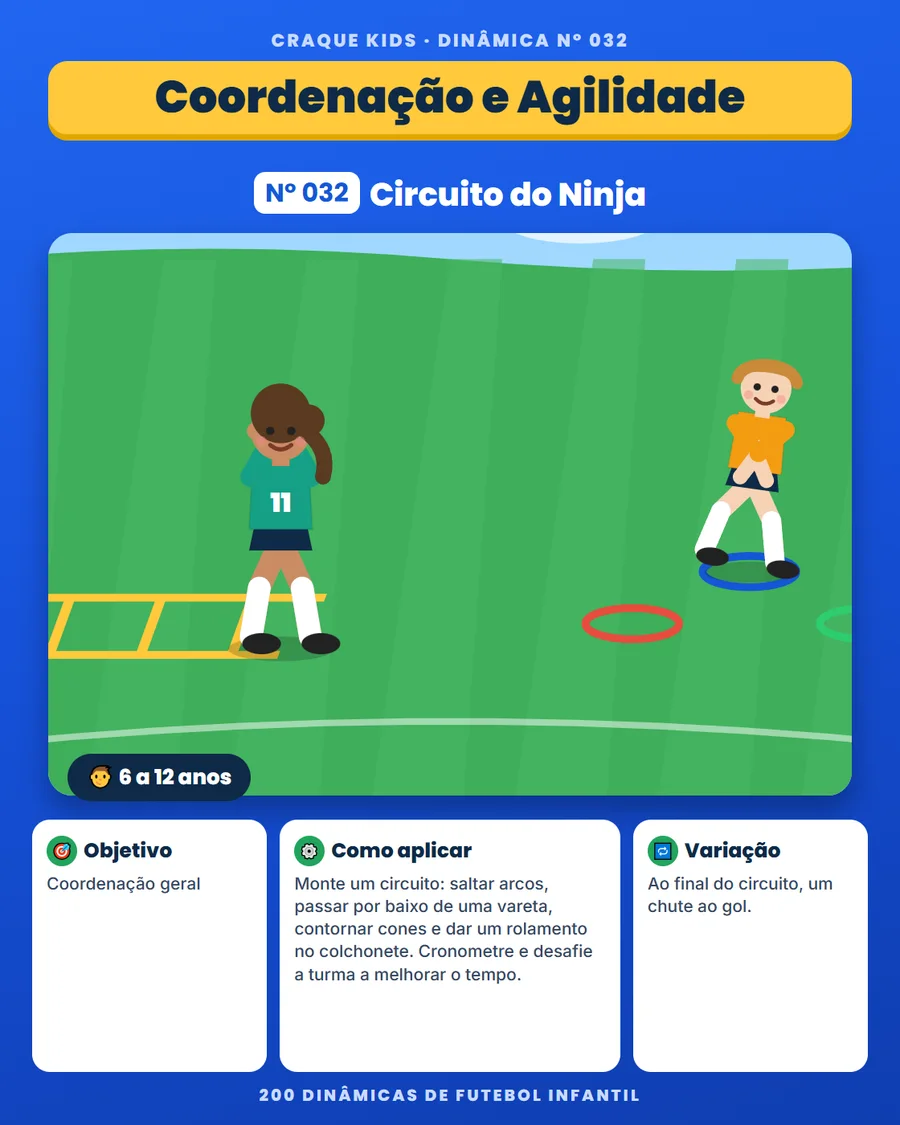 CRAQUE KIDS · DINÂMICA Nº 032
Coordenação e Agilidade
Nº 032 Circuito do Ninja
11
6 a 12 anos
Objetivo
Coordenação geral
Como aplicar
Monte um circuito: saltar arcos,
passar por baixo de uma vareta,
contornar cones e dar um rolamento
no colchonete. Cronometre e desafie
a turma a melhorar o tempo.
Variação
Ao final do circuito, um
chute ao gol.
200 DINÂMICAS DE FUTEBOL INFANTIL